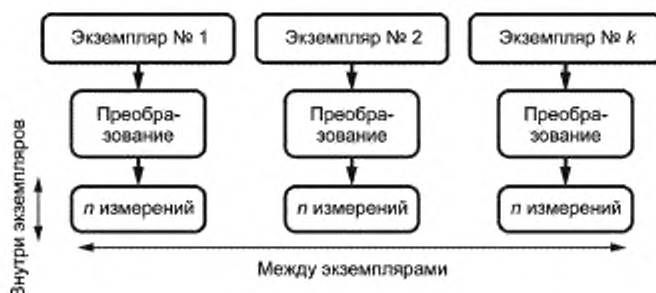 Экземпляр № 1
Экземпляр № 2
Экземпляр № k
Преобра-
зование
Преобра-
зование
Преобра-
зование
n измерений
n измерений
n измерений
Внутри экземпляров
Между экземплярами